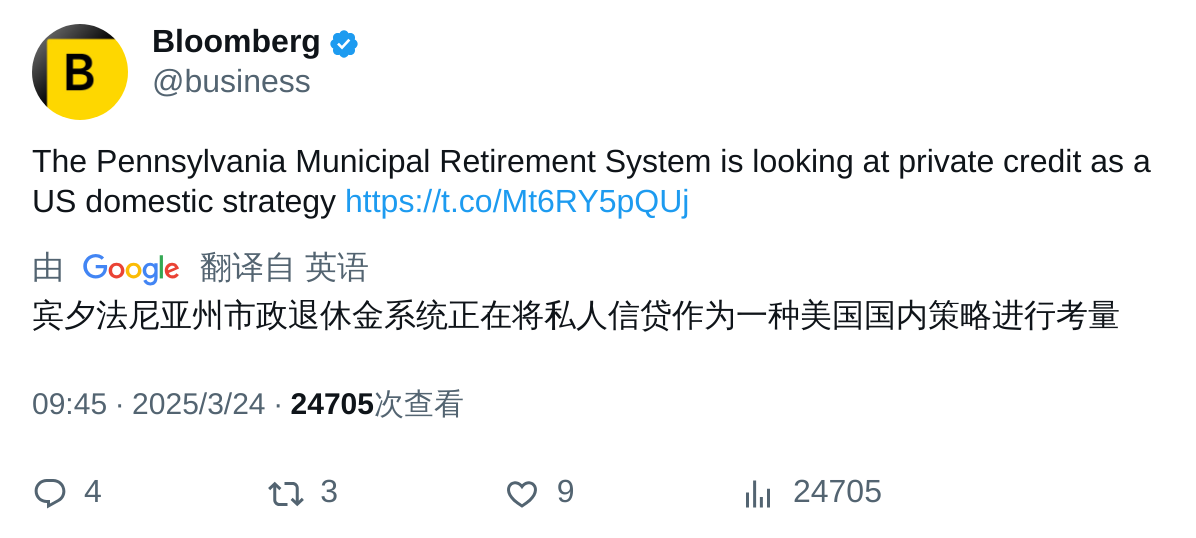 B
Bloomberg
@business
The Pennsylvania Municipal Retirement System is looking at private credit as a
US domestic strategy https://t.co/Mt6RY5pQUj
由 Google 翻译自 英语
宾夕法尼亚州市政退休金系统正在将私人信贷作为一种美国国内策略进行考量
09:45 · 2025/3/24 · 24705次查看
4 3 9 24705